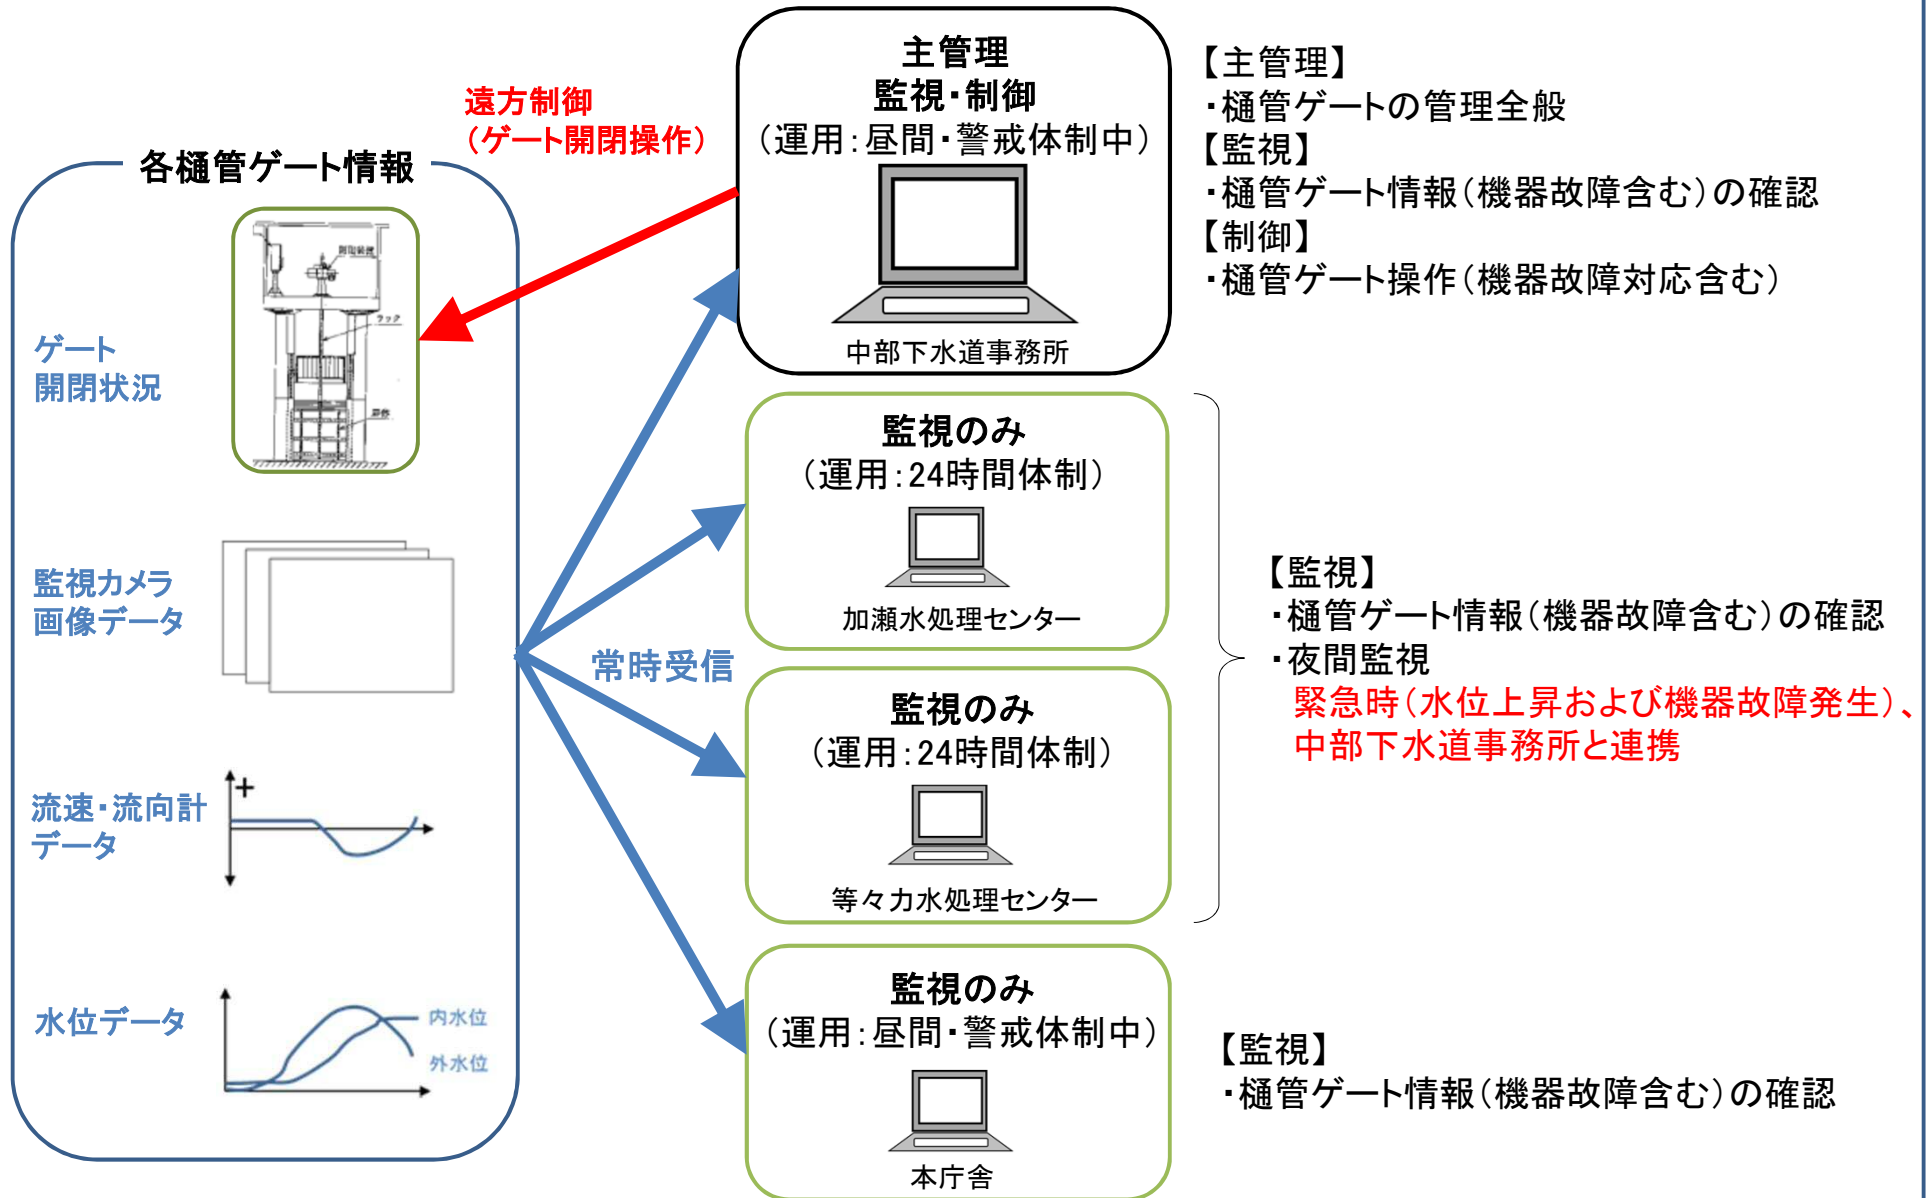 各樋管ゲート情報
開閉装置
ラック
扉体
ゲート
開閉状況
監視カメラ
画像データ
流速・流向計
データ
+
水位データ
内水位
外水位
遠方制御
（ゲート開閉操作）
常時受信
主管理
監視・制御
（運用：昼間・警戒体制中）
中部下水道事務所
【主管理】
・樋管ゲートの管理全般
【監視】
・樋管ゲート情報（機器故障含む）の確認
【制御】
・樋管ゲート操作（機器故障対応含む）
監視のみ
（運用：24時間体制）
加瀬水処理センター
監視のみ
（運用：24時間体制）
等々力水処理センター
【監視】
・樋管ゲート情報（機器故障含む）の確認
・夜間監視
緊急時（水位上昇および機器故障発生）、
中部下水道事務所と連携
監視のみ
（運用：昼間・警戒体制中）
本庁舎
【監視】
・樋管ゲート情報（機器故障含む）の確認